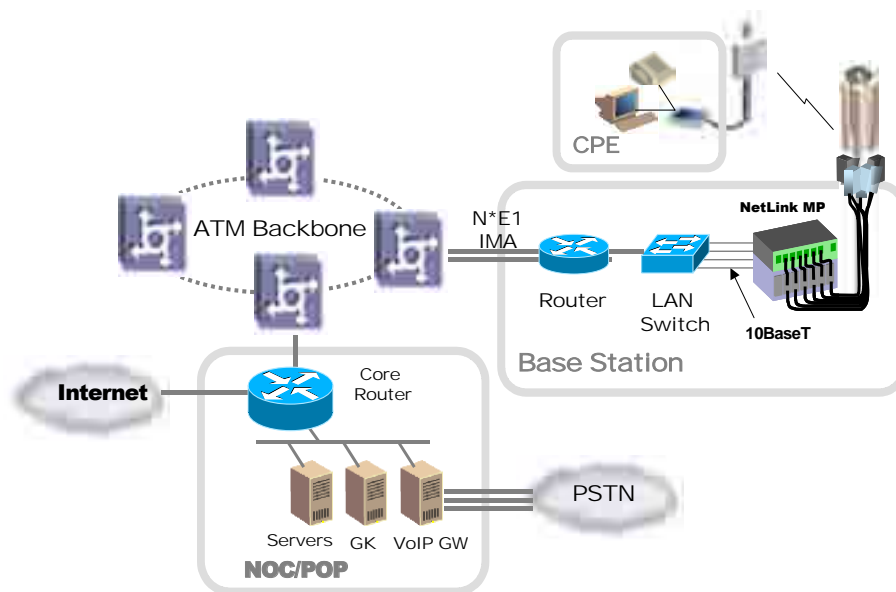 CPE
NetLink MP
ATM Backbone
N*E1
IMA
Router
LAN
Switch
10BaseT
Base Station
Internet
Core
Router
PSTN
Servers
GK
VoIP GW
NOC/POP